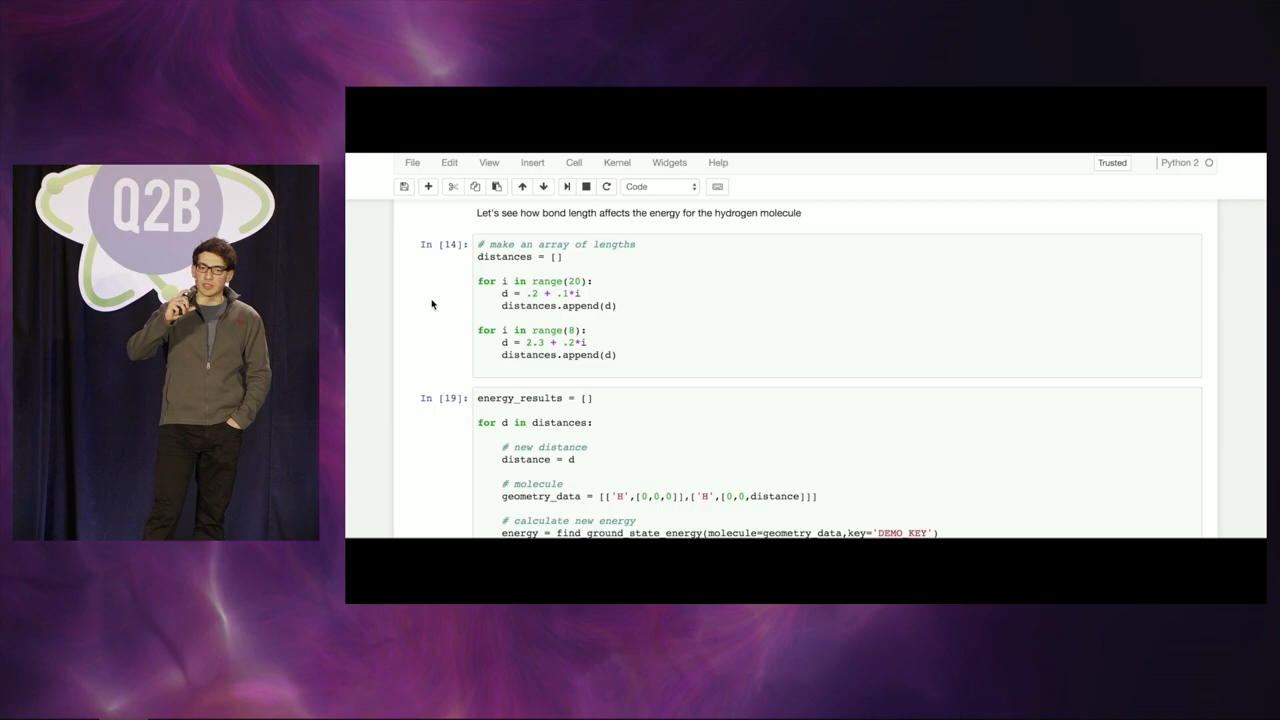 Q2B
File Edit View Insert Cell Kernel Widgets Help Trusted Python 2
Code
Let's see how bond length affects the energy for the hydrogen molecule
In [14]: # make an array of lengths
distances = []
for i in range(20):
d = .2 + .1*i
distances.append(d)
for i in range(8):
d = 2.3 + .2*i
distances.append(d)
In [19]: energy_results = []
for d in distances:
# new distance
distance = d
# molecule
geometry_data = [['H',[0,0,0]],['H',[0,0,distance]]]
# calculate new energy
energy = find_ground_state_energy(molecule=geometry_data,key='DEMO_KEY')